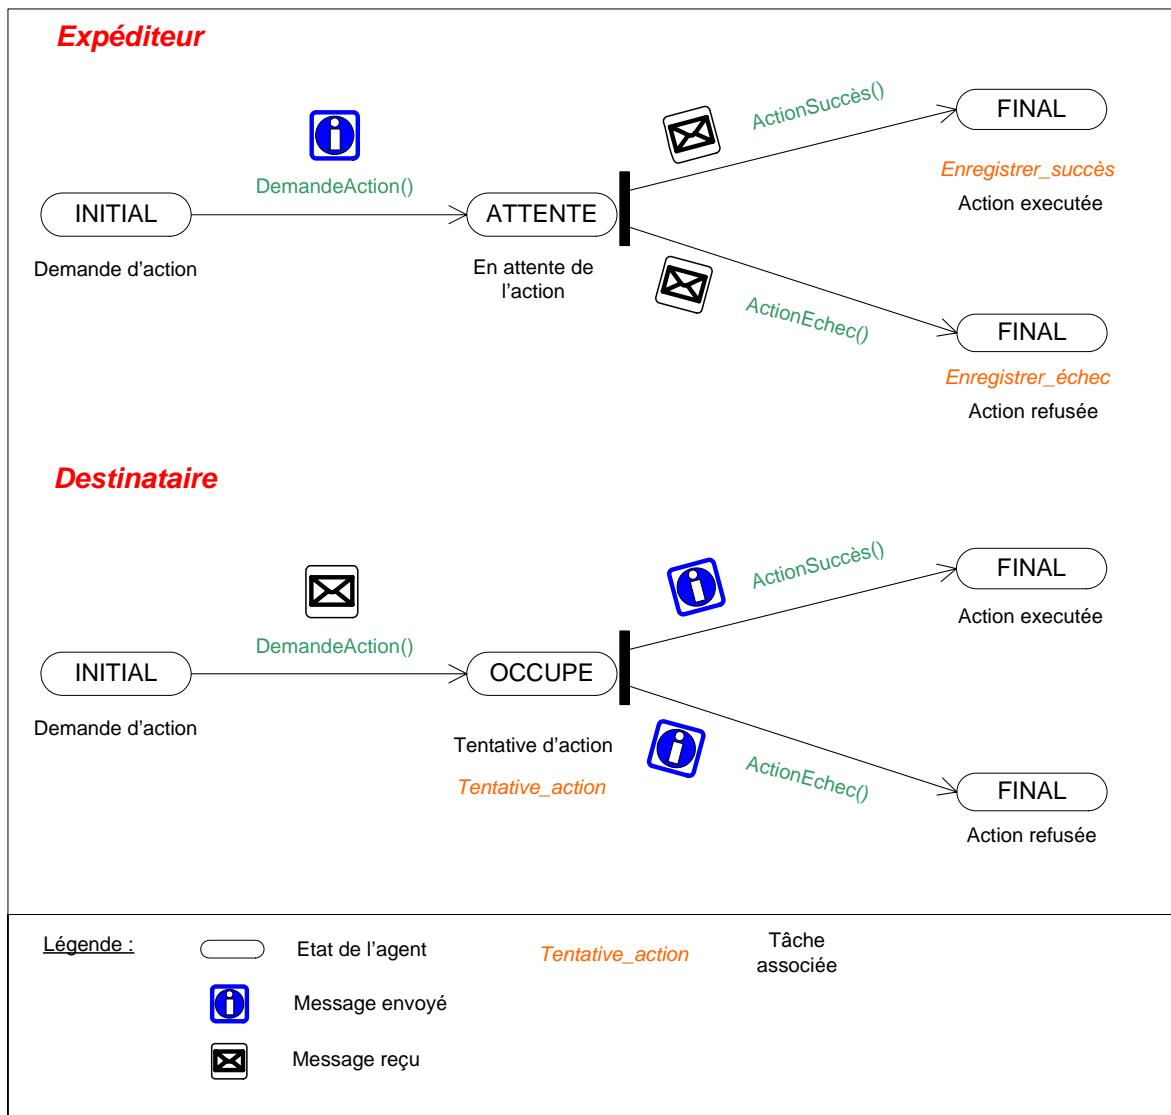 Expéditeur
ActionSuccès()
FINAL
DemandeAction()
Enregistrer_succès
INITIAL
ATTENTE
Action executée
Demande d'action
En attente de
l'action
ActionEchec()
FINAL
Enregistrer_échec
Action refusée
Destinataire
ActionSuccès()
FINAL
Action executée
DemandeAction()
INITIAL
OCCUPE
Demande d'action
Tentative d'action
Tentative_action
ActionEchec()
FINAL
Action refusée
Légende :
Etat de l'agent
Tentative_action
Tâche
associée
Message envoyé
Message reçu